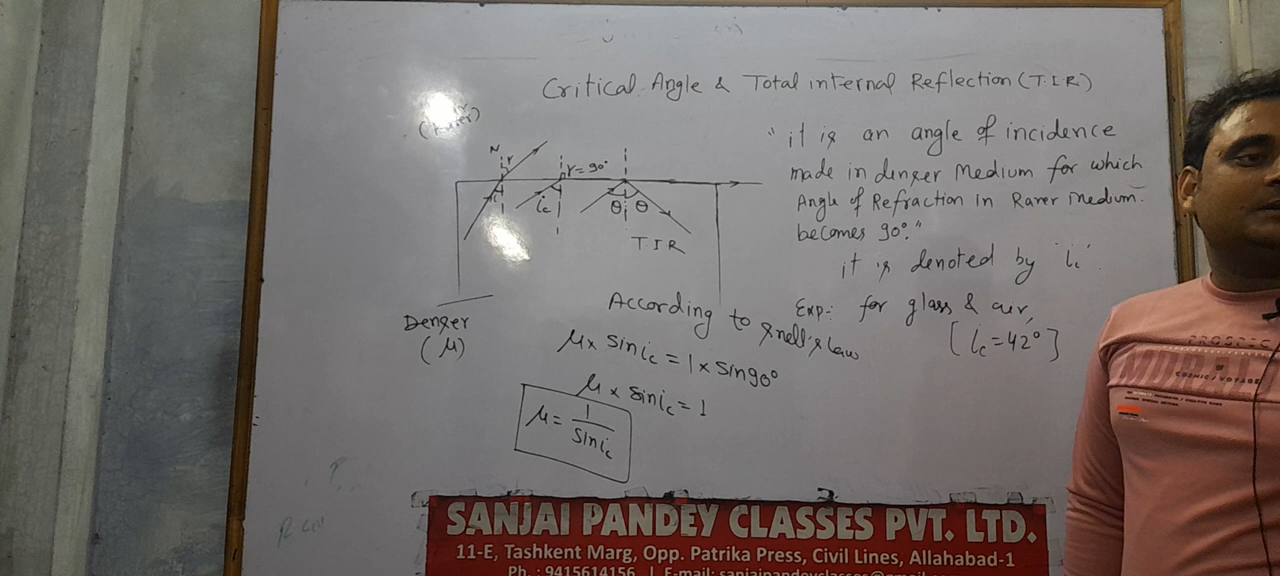 Critical Angle & Total internal Reflection (T.I.R)
"it is an angle of incidence
made in denser Medium for which
Angle of Refraction in Rarer Medium.
becomes 90°."
it is denoted by 'ic'.
Exp:- for glass & air,
[ic=42°]
N
r
r=90°
i
ic
θ θ
T.I.R
Denser
(μ)
According to Snell's law
μ× sin ic = 1 × sin 90°
μ × sin ic = 1
μ = 1/sin ic
PROSPEC
COSMIC/VOYAGE
SANJAI PANDEY CLASSES PVT. LTD.
11-E, Tashkent Marg, Opp. Patrika Press, Civil Lines, Allahabad-1
Ph. : 9415614156 | E-mail: sanjaipandeyclasses@gmail